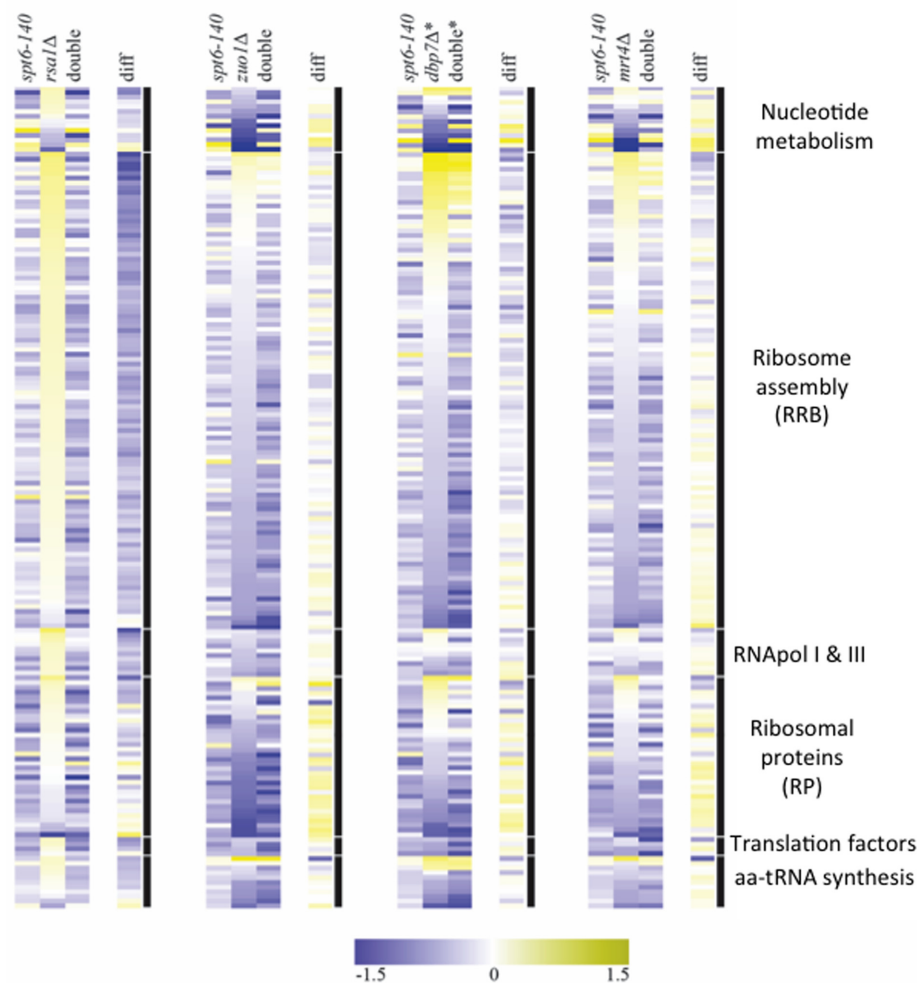 spt6-140
rsa1Δ
double
diff
spt6-140
zuo1Δ
double
diff
spt6-140
dbp7Δ*
double*
diff
spt6-140
mrt4Δ
double
diff
Nucleotide
metabolism
Ribosome
assembly
(RRB)
RNApol I & III
Ribosomal
proteins
(RP)
Translation factors
aa-tRNA synthesis
-1.5 0 1.5